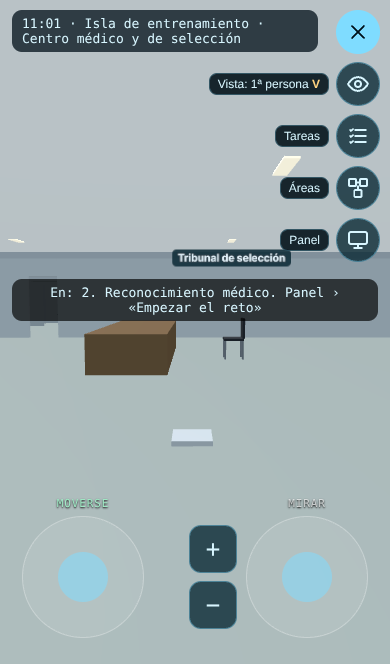 11:01 · Isla de entrenamiento ·
Centro médico y de selección
Vista: 1ª persona V
Tareas
Áreas
Panel
Tribunal de selección
En: 2. Reconocimiento médico. Panel ›
«Empezar el reto»
MOVERSE
MIRAR
+
−